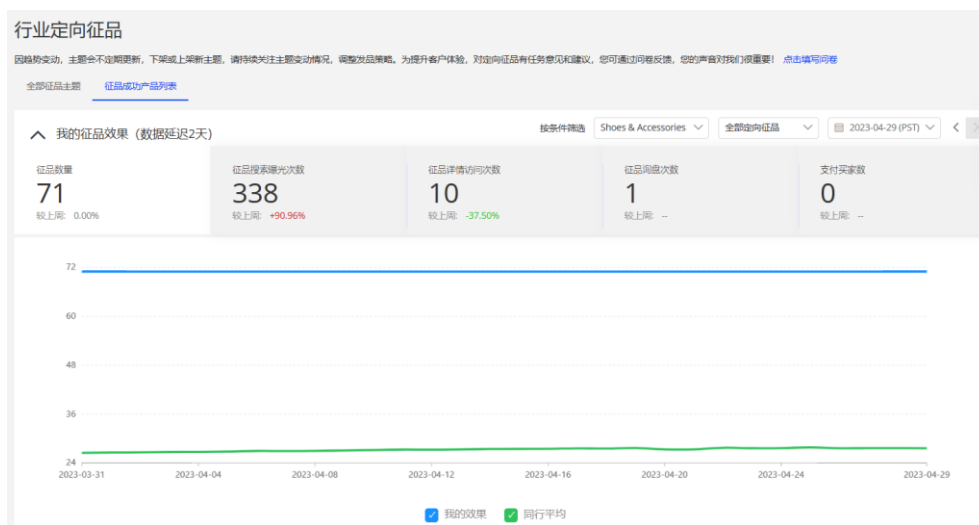 行业定向征品
因趋势变动，主题会不定期更新，下架或上架新主题，请持续关注主题变动情况，调整发品策略。为提升客户体验，对定向征品有任务意见和建议，您可通过问卷反馈，您的声音对我们很重要！ 点击填写问卷
全部征品主题 征品成功产品列表
我的征品效果（数据延迟2天） 按条件筛选 Shoes & Accessories 全部定向征品 2023-04-29 (PST)
征品数量 征品搜索曝光次数 征品详情访问次数 征品询盘次数 支付买家数
71 338 10 1 0
较上周: 0.00% 较上周: +90.96% 较上周: -37.50% 较上周: -- 较上周: --
72
60
48
36
24
2023-03-31 2023-04-04 2023-04-08 2023-04-12 2023-04-16 2023-04-20 2023-04-24 2023-04-29
我的效果 同行平均